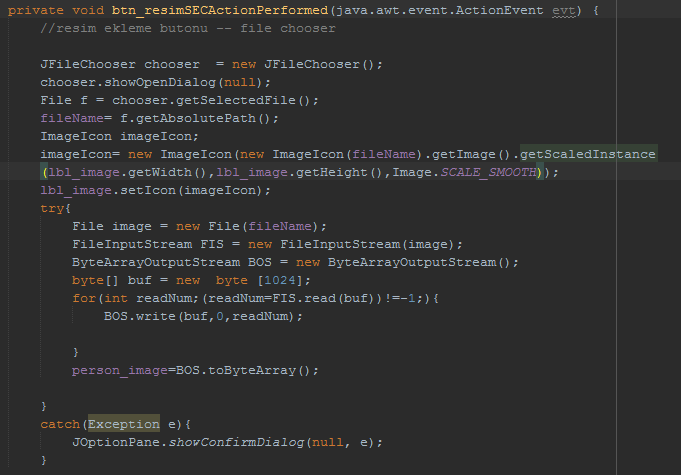 private void btn_resimSECActionPerformed(java.awt.event.ActionEvent evt) {
//resim ekleme butonu -- file chooser
JFileChooser chooser  = new JFileChooser();
chooser.showOpenDialog(null);
File f = chooser.getSelectedFile();
fileName= f.getAbsolutePath();
ImageIcon imageIcon;
imageIcon= new ImageIcon(new ImageIcon(fileName).getImage().getScaledInstance
(lbl_image.getWidth(),lbl_image.getHeight(),Image.SCALE_SMOOTH));
lbl_image.setIcon(imageIcon);
try{
File image = new File(fileName);
FileInputStream FIS = new FileInputStream(image);
ByteArrayOutputStream BOS = new ByteArrayOutputStream();
byte[] buf = new  byte [1024];
for(int readNum;(readNum=FIS.read(buf))!=-1;){
BOS.write(buf,0,readNum);
}
person_image=BOS.toByteArray();
}
catch(Exception e){
JOptionPane.showConfirmDialog(null, e);
}